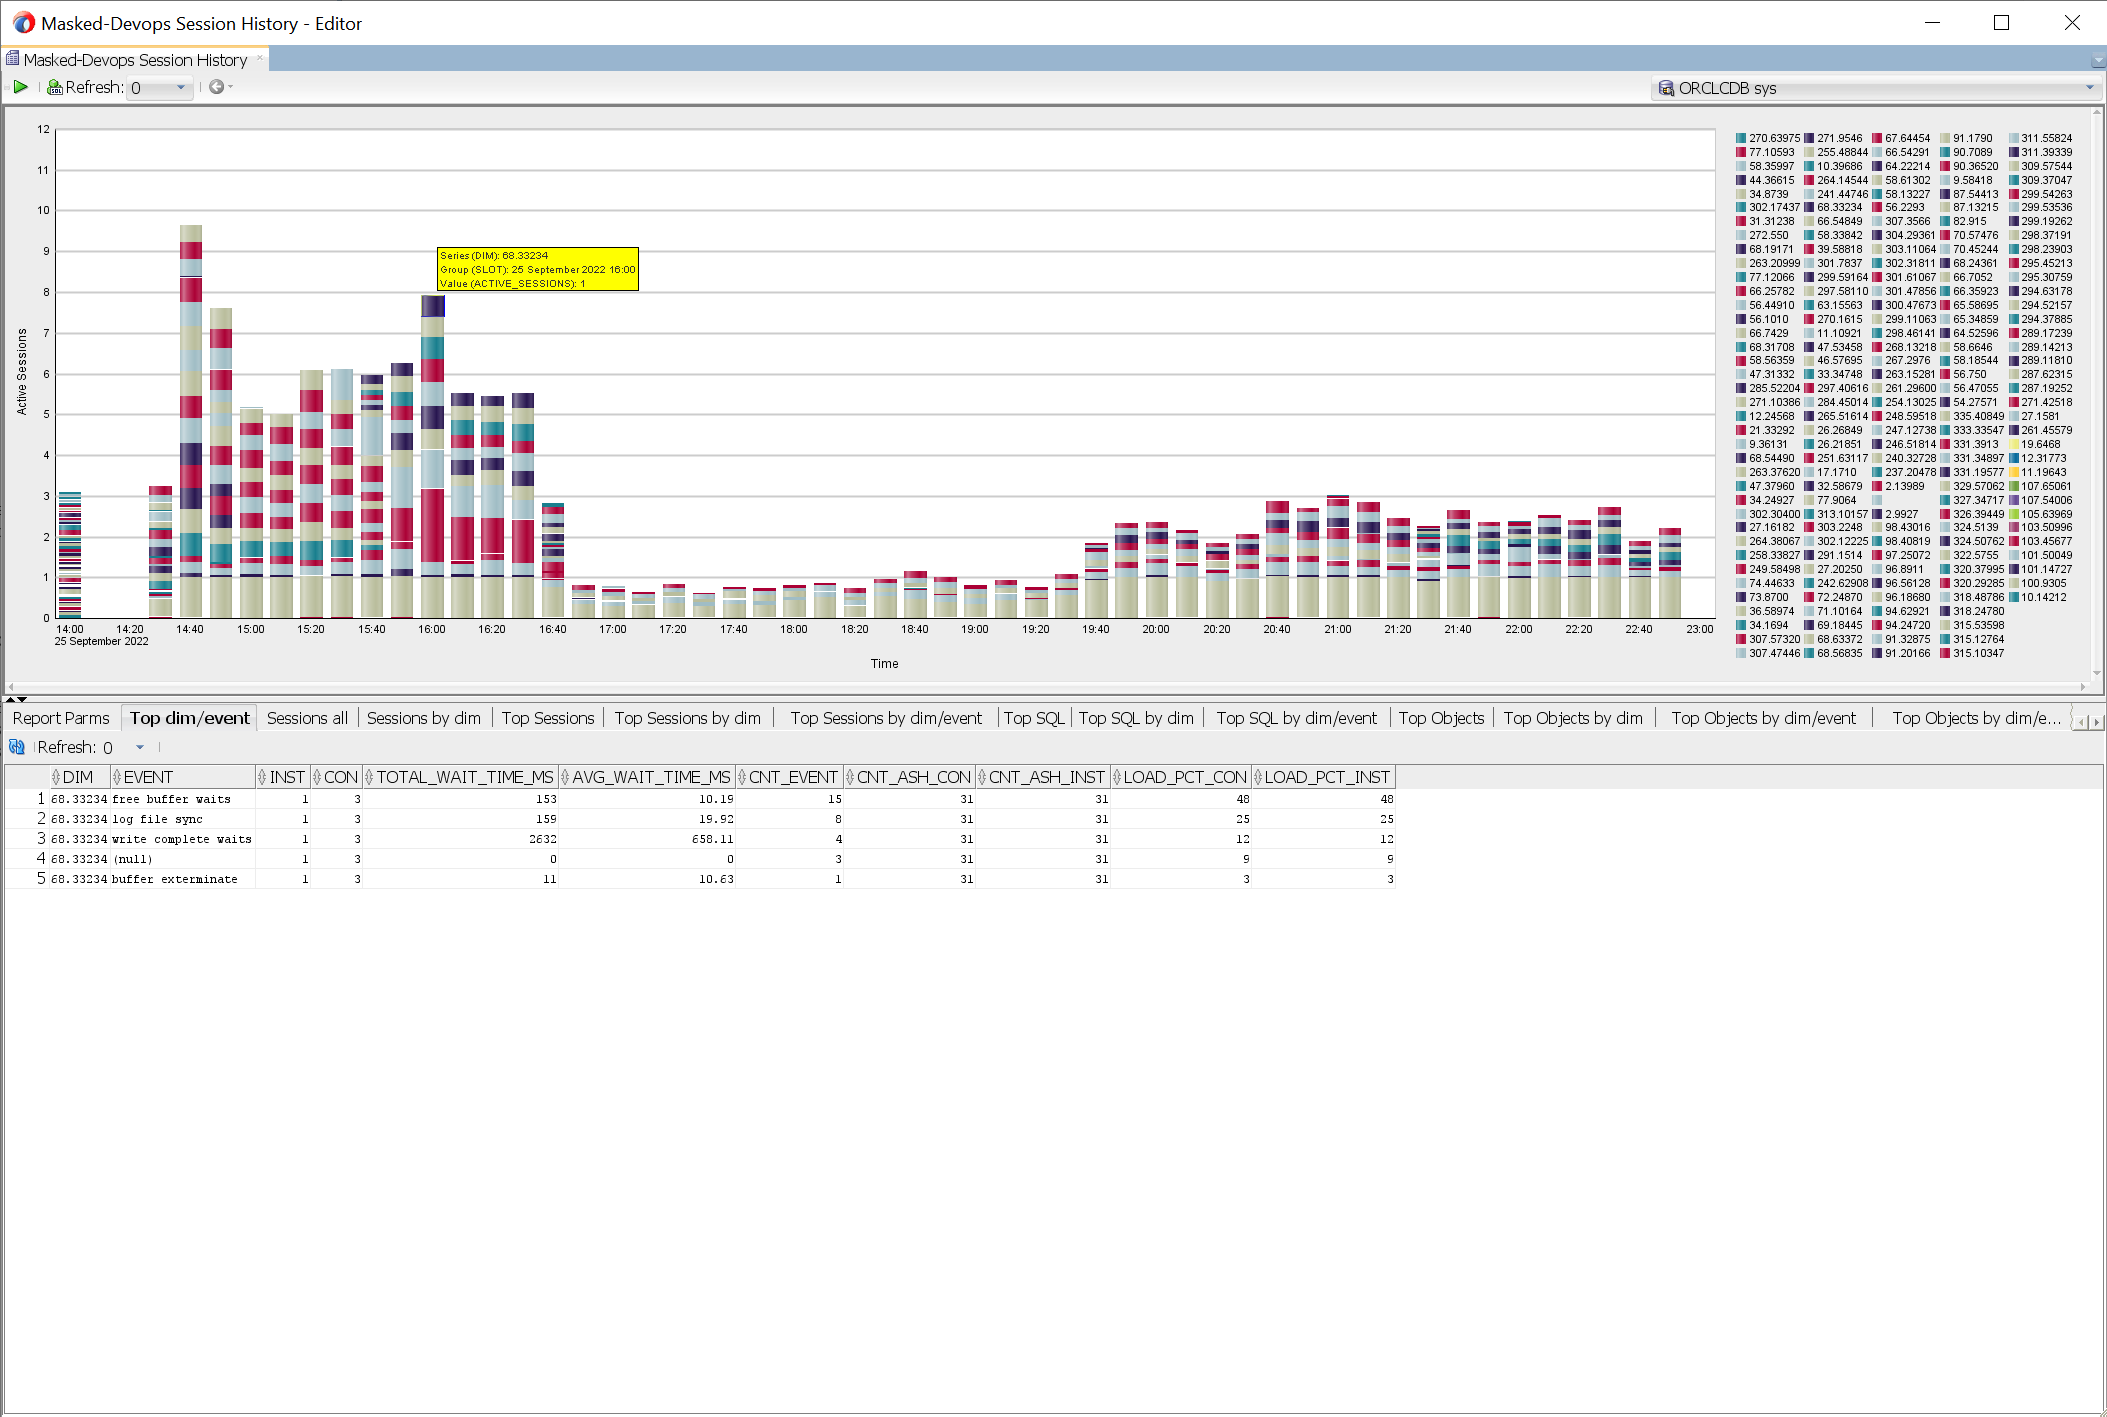 Masked-Devops Session History - Editor
Masked-Devops Session History
Refresh: 0
ORCLCDB sys
12
11
10
9
8
7
6
5
4
3
2
1
0
Active Sessions
Series (DIM): 68.33234
Group (SLOT): 25 September 2022 16:00
Value (ACTIVE_SESSIONS): 1
14:00 14:20 14:40 15:00 15:20 15:40 16:00 16:20 16:40 17:00 17:20 17:40 18:00 18:20 18:40 19:00 19:20 19:40 20:00 20:20 20:40 21:00 21:20 21:40 22:00 22:20 22:40 23:00
25 September 2022
Time
270.63975 271.9546 67.64454 91.1790 311.55824
77.10593 255.48844 66.54291 90.7089 311.39339
58.35997 10.39686 64.22214 90.36520 309.57544
44.36615 264.14544 58.61302 9.58418 309.37047
34.8739 241.44746 58.13227 87.54413 299.54263
302.17437 68.33234 56.2293 87.13215 299.53536
31.31238 66.54849 307.3566 82.915 299.19262
272.550 58.33842 304.29361 70.57476 298.37191
68.19171 39.58818 303.11064 70.45244 298.23903
263.20999 301.7837 302.31811 68.24361 295.45213
77.12066 299.59164 301.61067 66.7052 295.30759
66.25782 297.58110 301.47856 66.35923 294.63178
56.44910 63.15563 300.47673 65.58695 294.52157
56.1010 270.1615 299.11063 65.34859 294.37885
66.7429 11.10921 298.46141 64.52596 289.17239
68.31708 47.53458 268.13218 58.6646 289.14213
58.56359 46.57695 267.2976 58.18544 289.11810
47.31332 33.34748 263.15281 56.750 287.62315
285.52204 297.40616 261.29600 56.47055 287.19252
271.10386 284.45014 254.13025 54.27571 271.42518
12.24568 265.51614 248.59518 335.40849 27.1581
21.33292 26.26849 247.12738 333.33547 261.45579
9.36131 26.21851 246.51814 331.3913 19.6468
68.54490 251.63117 240.32728 331.34897 12.31773
263.37620 17.1710 237.20478 331.19577 11.19643
47.37960 32.58679 2.13989 329.57062 107.65061
34.24927 77.9064 327.34717 107.54006
302.30400 313.10157 2.9927 326.39449 105.63969
27.16182 303.2248 98.43016 324.5139 103.50996
264.38067 302.12225 98.40819 324.50762 103.45677
258.33827 291.1514 97.25072 322.5755 101.50049
249.58498 27.20250 96.8911 320.37995 101.14727
74.44633 242.62908 96.56128 320.29285 100.9305
73.8700 72.24870 96.18680 318.48786 10.14212
36.58974 71.10164 94.62921 318.24780
34.1694 69.18445 94.24720 315.53598
307.57320 68.63372 91.32875 315.12764
307.47446 68.56835 91.20166 315.10347
Report Parms Top dim/event Sessions all Sessions by dim Top Sessions Top Sessions by dim Top Sessions by dim/event Top SQL Top SQL by dim Top SQL by dim/event Top Objects Top Objects by dim Top Objects by dim/event Top Objects by dim/e...
Refresh: 0
DIM EVENT INST CON TOTAL_WAIT_TIME_MS AVG_WAIT_TIME_MS CNT_EVENT CNT_ASH_CON CNT_ASH_INST LOAD_PCT_CON LOAD_PCT_INST
1 68.33234 free buffer waits 1 3 153 10.19 15 31 31 48 48
2 68.33234 log file sync 1 3 159 19.92 8 31 31 25 25
3 68.33234 write complete waits 1 3 2632 658.11 4 31 31 12 12
4 68.33234 (null) 1 3 0 0 3 31 31 9 9
5 68.33234 buffer exterminate 1 3 11 10.63 1 31 31 3 3